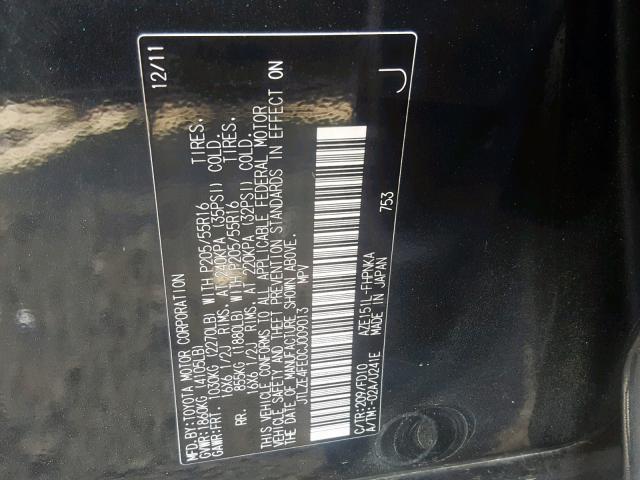 MFD.BY:TOYOTA MOTOR CORPORATION 12/11
GVWR:1860KG (4105LB)
GAWR:FRT. 1030KG (2270LB) WITH P205/55R16 TIRES.
16X6 1/2J RIMS. AT 240KPA (35PSI) COLD.
RR. 855KG (1880LB) WITH P205/55R16 TIRES.
16X6 1/2J RIMS. AT 220KPA (32PSI) COLD.
THIS VEHICLE CONFORMS TO ALL APPLICABLE FEDERAL MOTOR
VEHICLE SAFETY AND THEFT PREVENTION STANDARDS IN EFFECT ON
THE DATE OF MANUFACTURE SHOWN ABOVE.
JTLZE4FE0CJ009013 MPV
C/TR:209/FD10 AZE151L-FHPNKA
A/TM:-02A/U241E MADE IN JAPAN
753 J